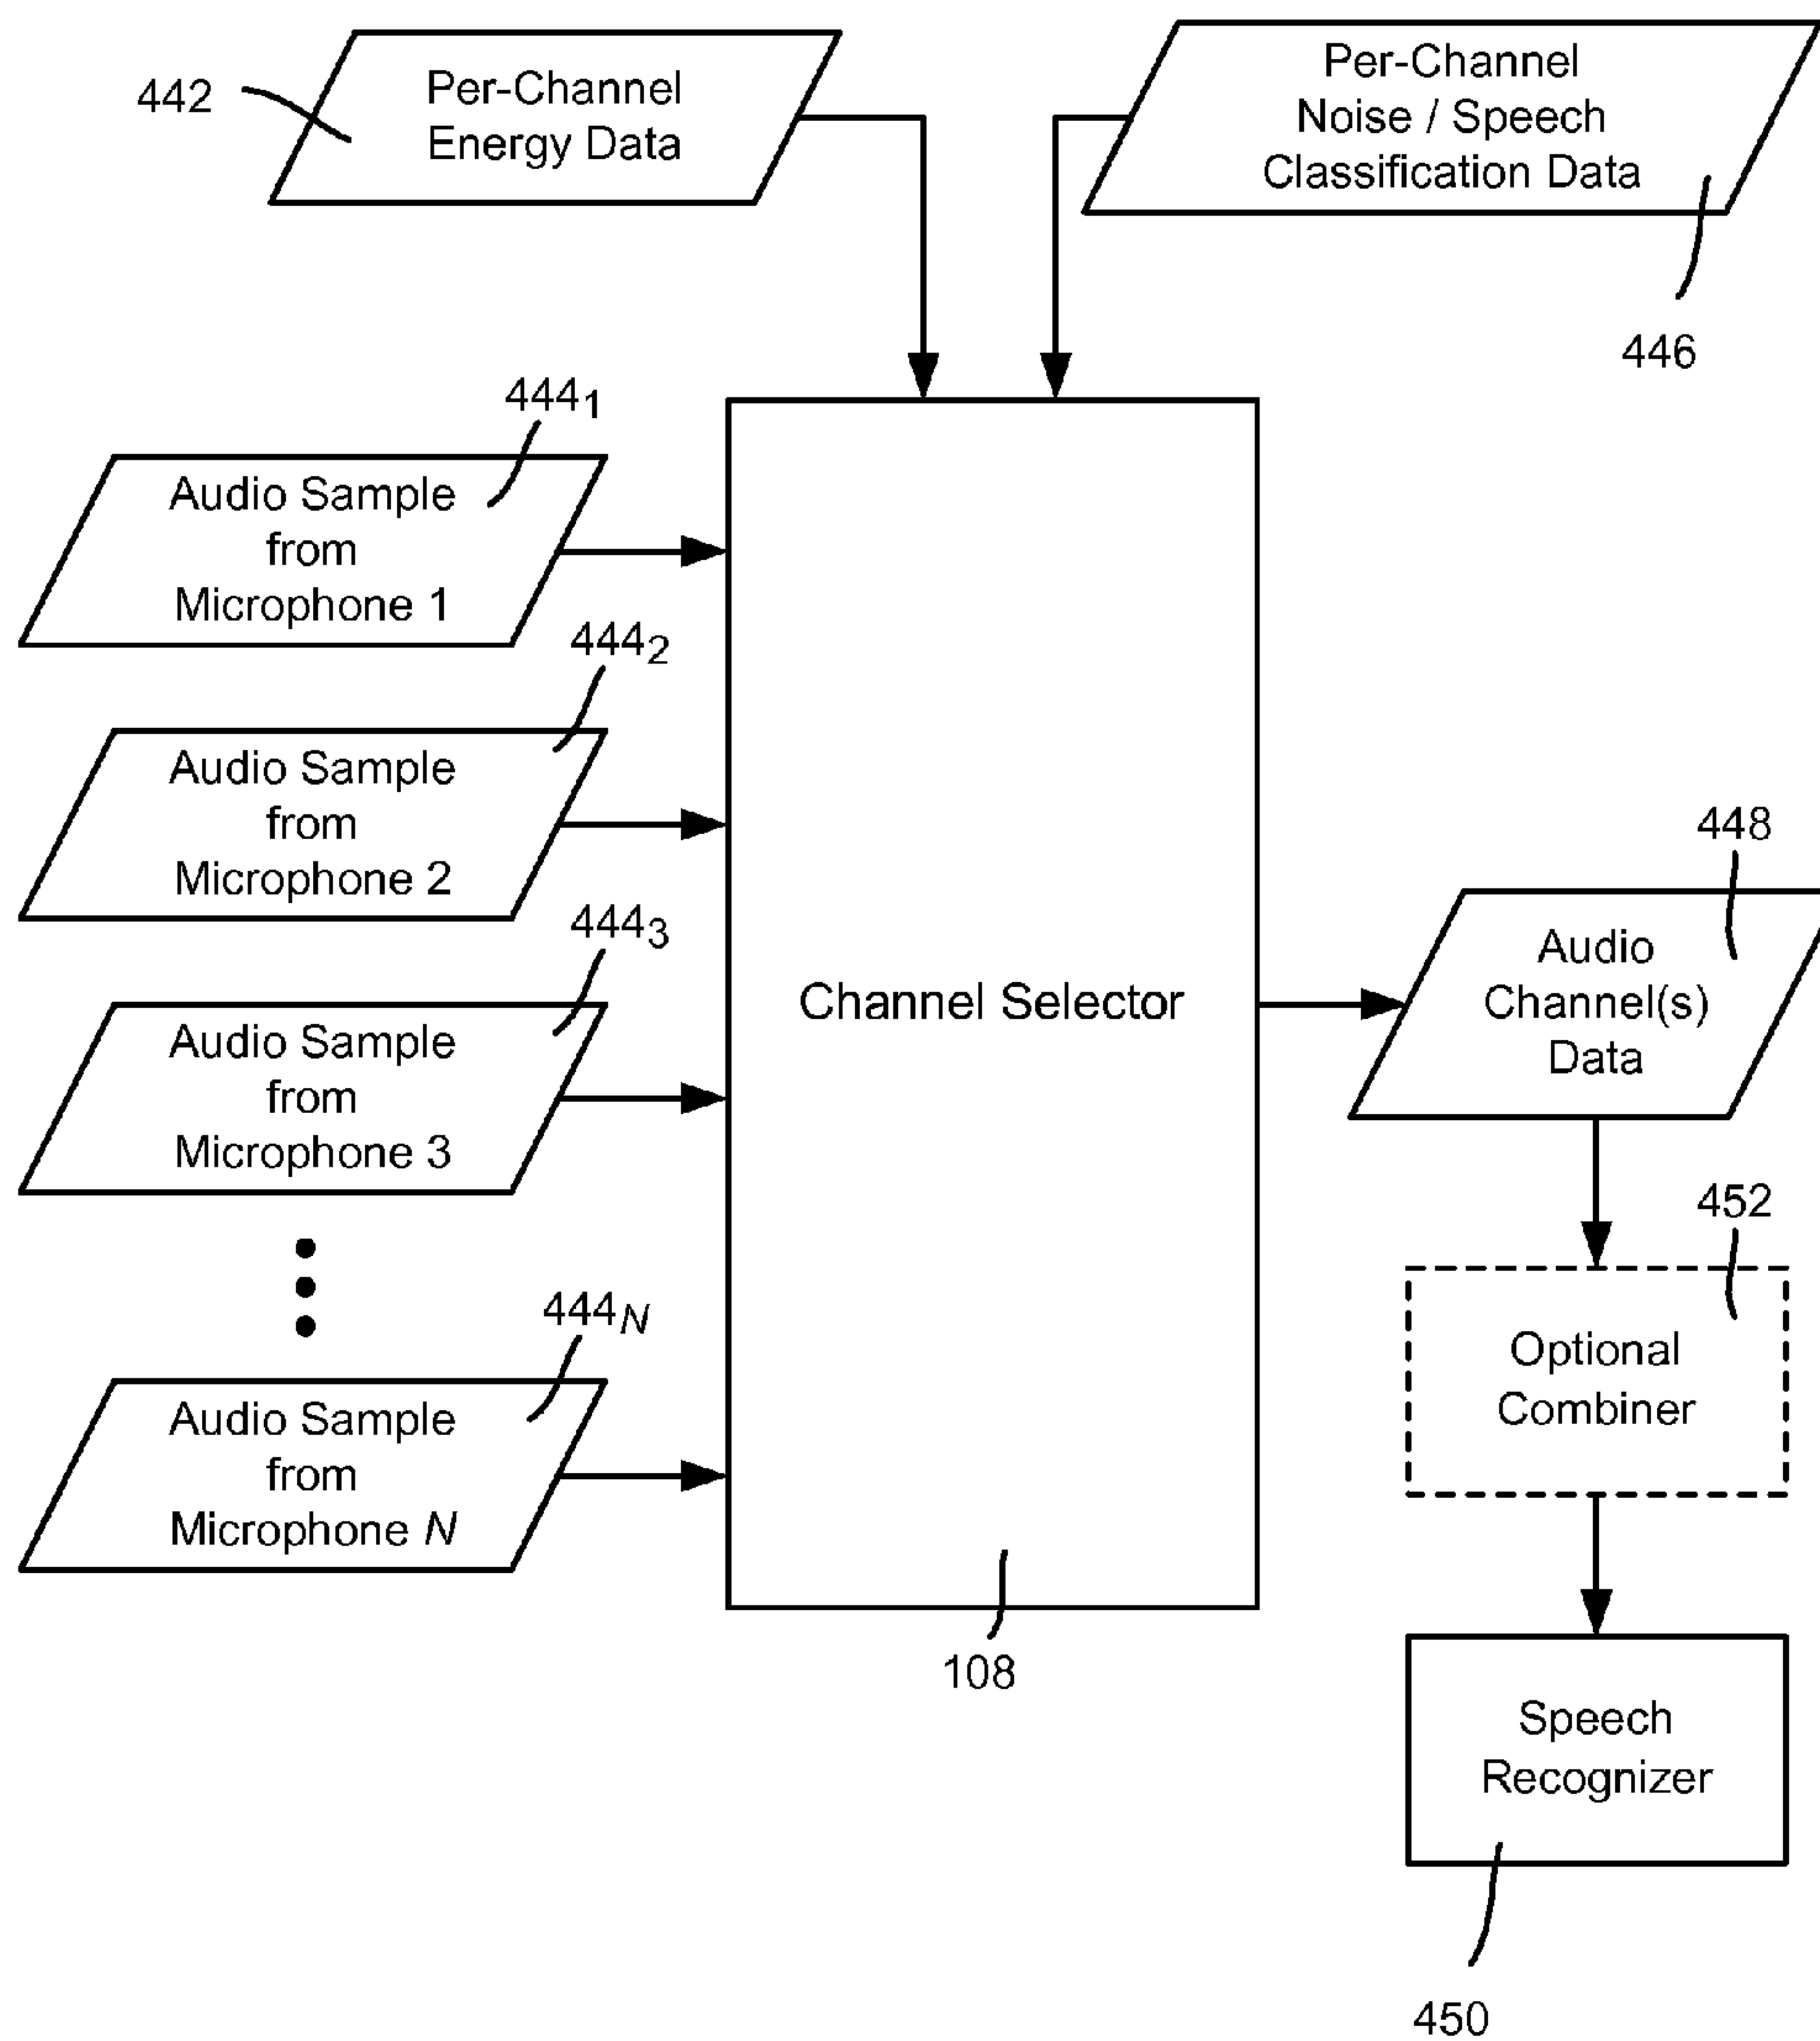 442
Per-Channel
Energy Data
Per-Channel
Noise / Speech
Classification Data
446
444₁
Audio Sample
from
Microphone 1
444₂
Audio Sample
from
Microphone 2
444₃
Audio Sample
from
Microphone 3
444N
Audio Sample
from
Microphone N
Channel Selector
108
448
Audio
Channel(s)
Data
452
Optional
Combiner
Speech
Recognizer
450